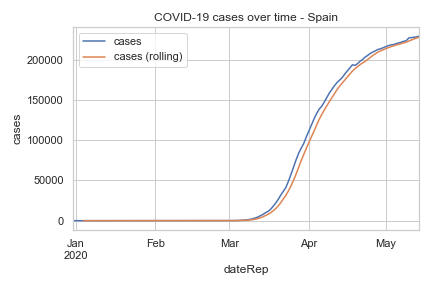 COVID-19 cases over time - Spain
cases
cases (rolling)
cases
200000
150000
100000
50000
0
Jan
2020
Feb
Mar
Apr
May
dateRep